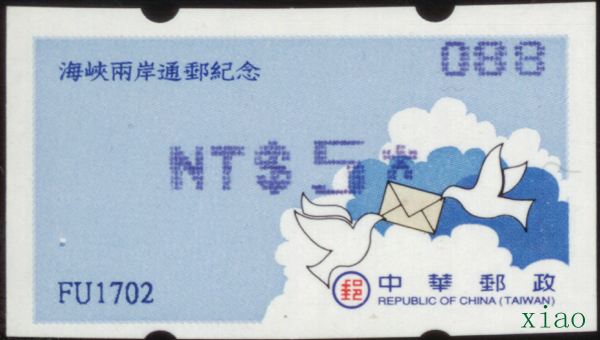 海峽兩岸通郵紀念
088
NT$5*
FU1702
郵 中華郵政
REPUBLIC OF CHINA (TAIWAN)
xiao